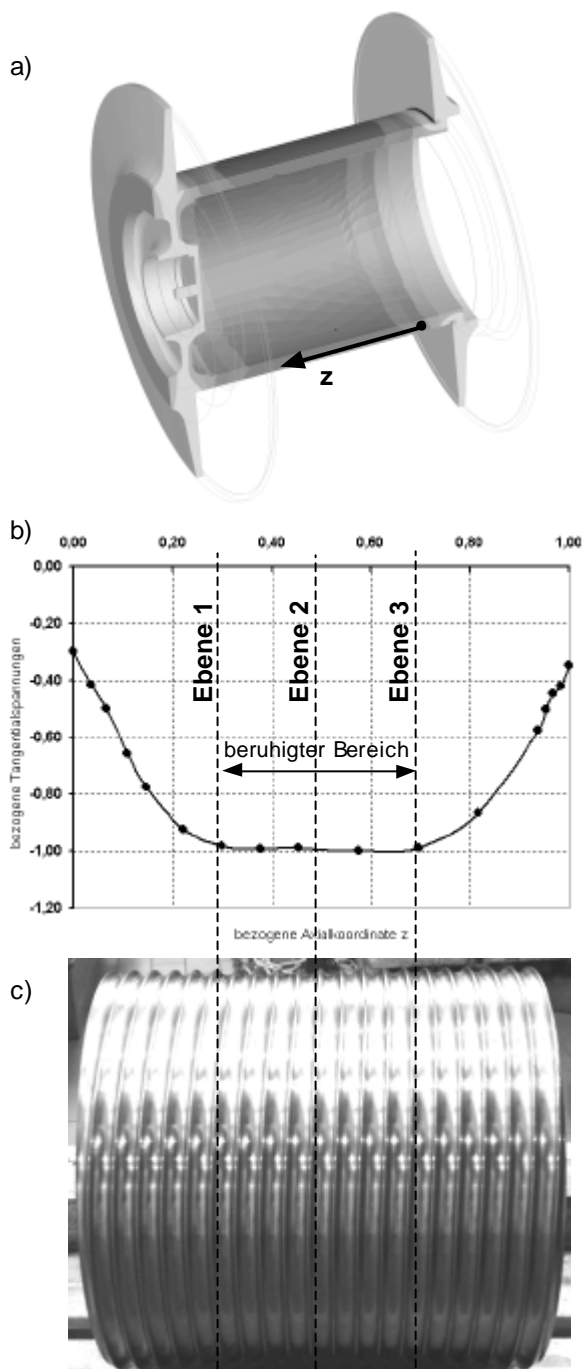 a)
z
b)
0,00 0,20 0,40 0,60 0,80 1,00
0,00
-0,20
-0,40
-0,60
-0,80
-1,00
-1,20
bezogene Tangentialspannungen
Ebene 1
Ebene 2
Ebene 3
beruhigter Bereich
bezogene Axialkoordinate z
c)